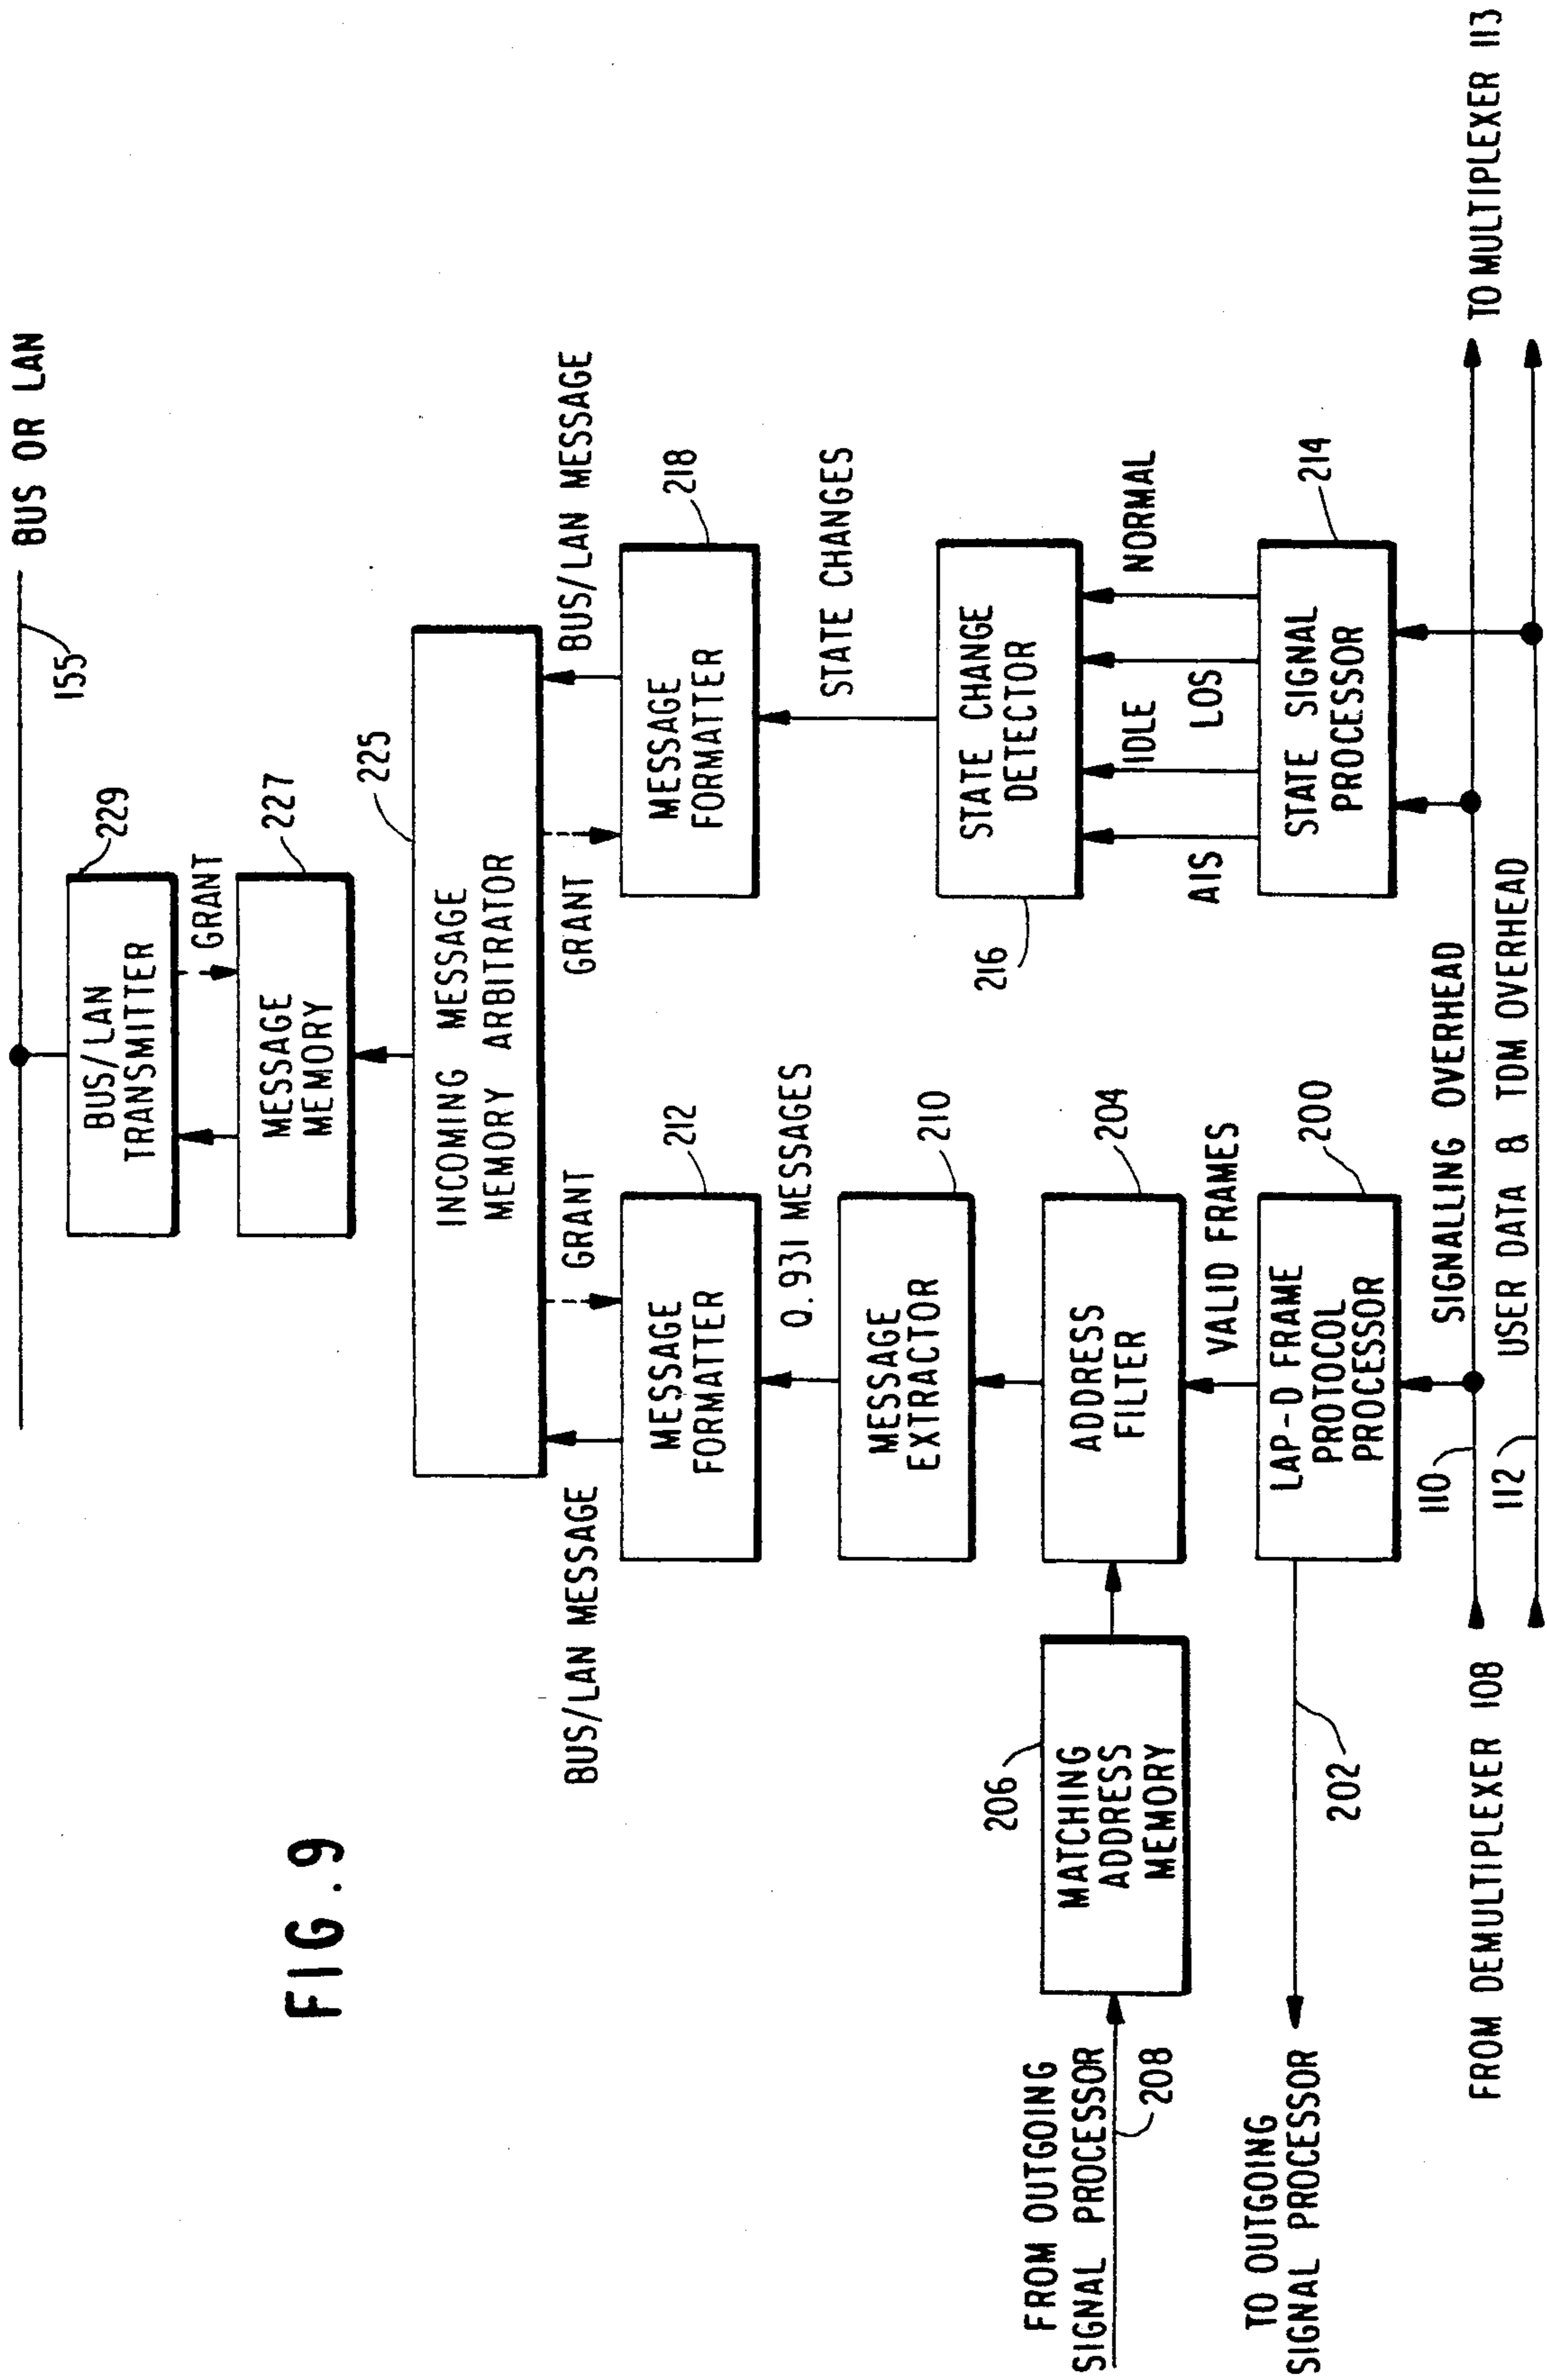 FIG. 9
BUS OR LAN
155
BUS/LAN
TRANSMITTER
229
GRANT
MESSAGE
MEMORY
227
INCOMING MESSAGE
MEMORY ARBITRATOR
225
BUS/LAN MESSAGE
GRANT
GRANT
BUS/LAN MESSAGE
MESSAGE
FORMATTER
212
MESSAGE
FORMATTER
218
Q.931 MESSAGES
STATE CHANGES
MESSAGE
EXTRACTOR
210
STATE CHANGE
DETECTOR
216
FROM OUTGOING
SIGNAL PROCESSOR
208
MATCHING
ADDRESS
MEMORY
206
ADDRESS
FILTER
204
AIS
IDLE
LOS
NORMAL
VALID FRAMES
TO OUTGOING
SIGNAL PROCESSOR
202
LAP-D FRAME
PROTOCOL
PROCESSOR
200
STATE SIGNAL
PROCESSOR
214
110
SIGNALLING OVERHEAD
112
USER DATA & TDM OVERHEAD
FROM DEMULTIPLEXER 108
TO MULTIPLEXER 113